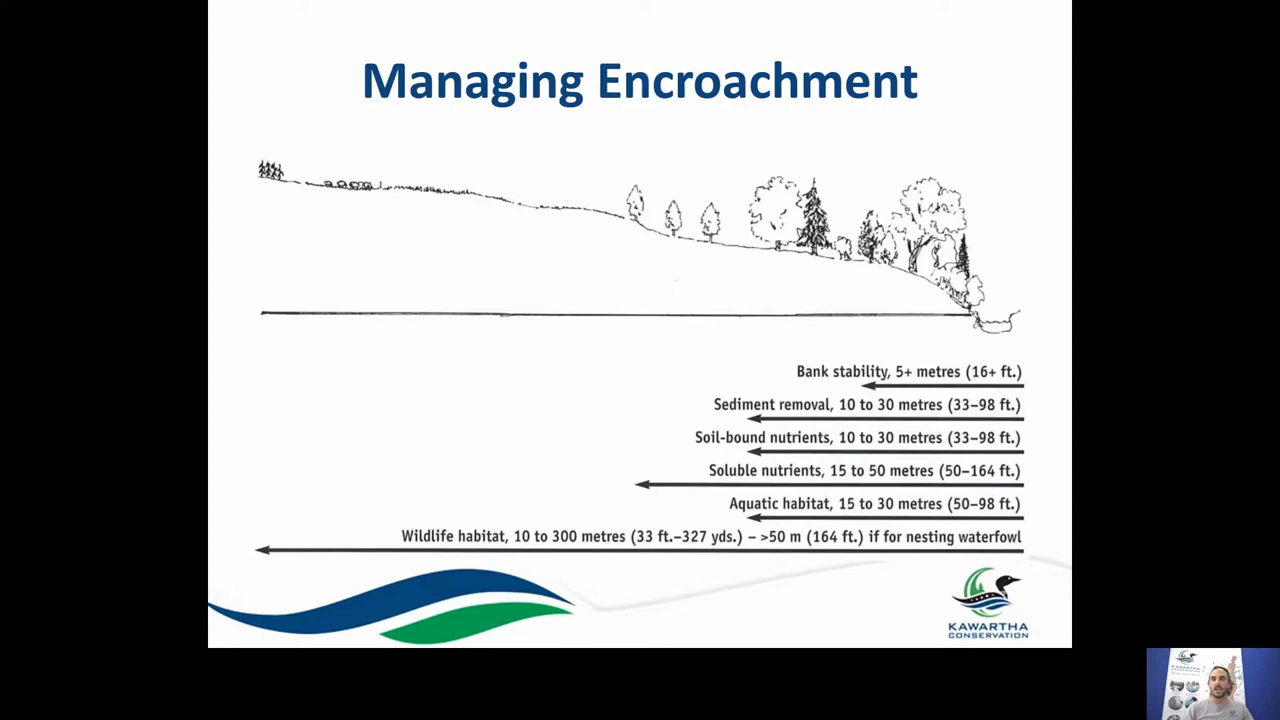 Managing Encroachment
Bank stability, 5+ metres (16+ ft.)
Sediment removal, 10 to 30 metres (33–98 ft.)
Soil-bound nutrients, 10 to 30 metres (33–98 ft.)
Soluble nutrients, 15 to 50 metres (50–164 ft.)
Aquatic habitat, 15 to 30 metres (50–98 ft.)
Wildlife habitat, 10 to 300 metres (33 ft.–327 yds.) – >50 m (164 ft.) if for nesting waterfowl
KAWARTHA
CONSERVATION